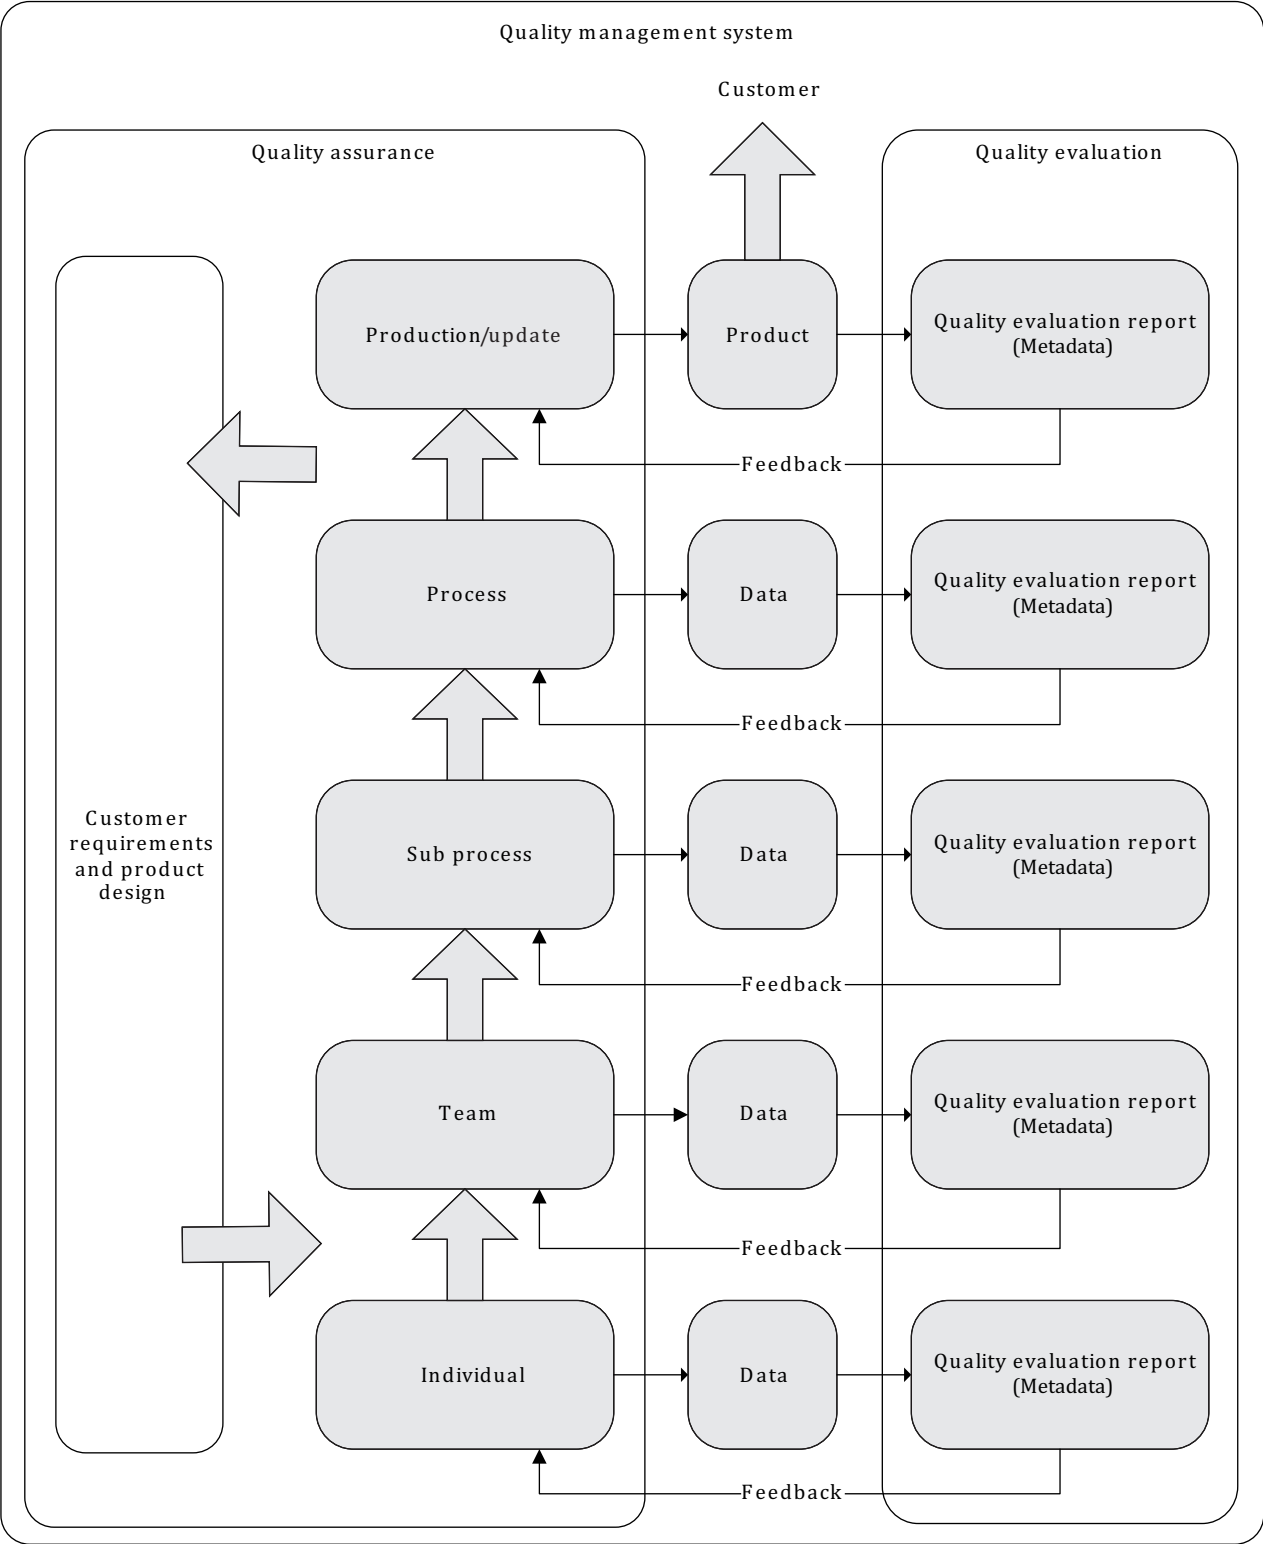 Quality management system
Customer
Quality assurance
Quality evaluation
Production/update
Product
Quality evaluation report
(Metadata)
Feedback
Process
Data
Quality evaluation report
(Metadata)
Feedback
Customer
requirements
and product
design
Sub process
Data
Quality evaluation report
(Metadata)
Feedback
Team
Data
Quality evaluation report
(Metadata)
Feedback
Individual
Data
Quality evaluation report
(Metadata)
Feedback